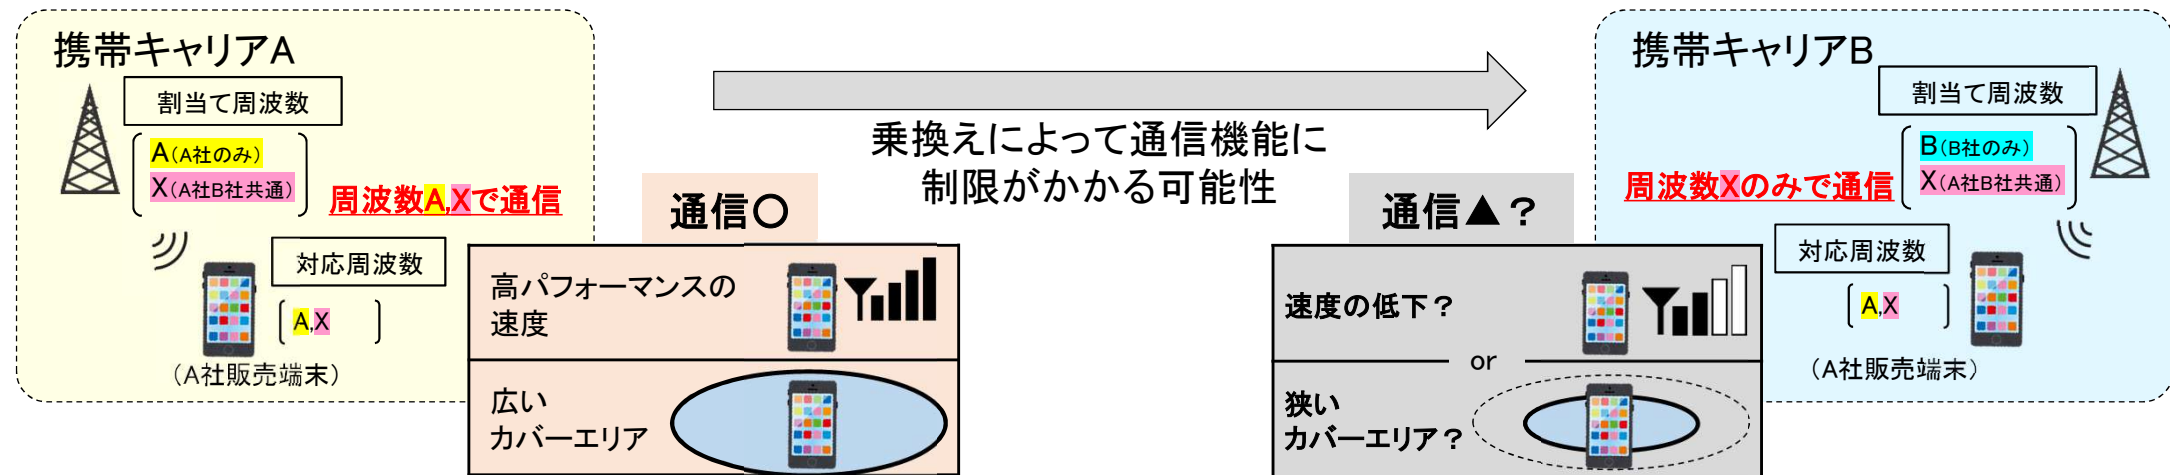 携帯キャリアA
割当て周波数
A(A社のみ)
X(A社B社共通)
周波数A,Xで通信
対応周波数
A,X
(A社販売端末)
通信○
高パフォーマンスの
速度
広い
カバーエリア
乗換えによって通信機能に
制限がかかる可能性
通信▲？
速度の低下？
or
狭い
カバーエリア？
携帯キャリアB
割当て周波数
B(B社のみ)
X(A社B社共通)
周波数Xのみで通信
対応周波数
A,X
(A社販売端末)